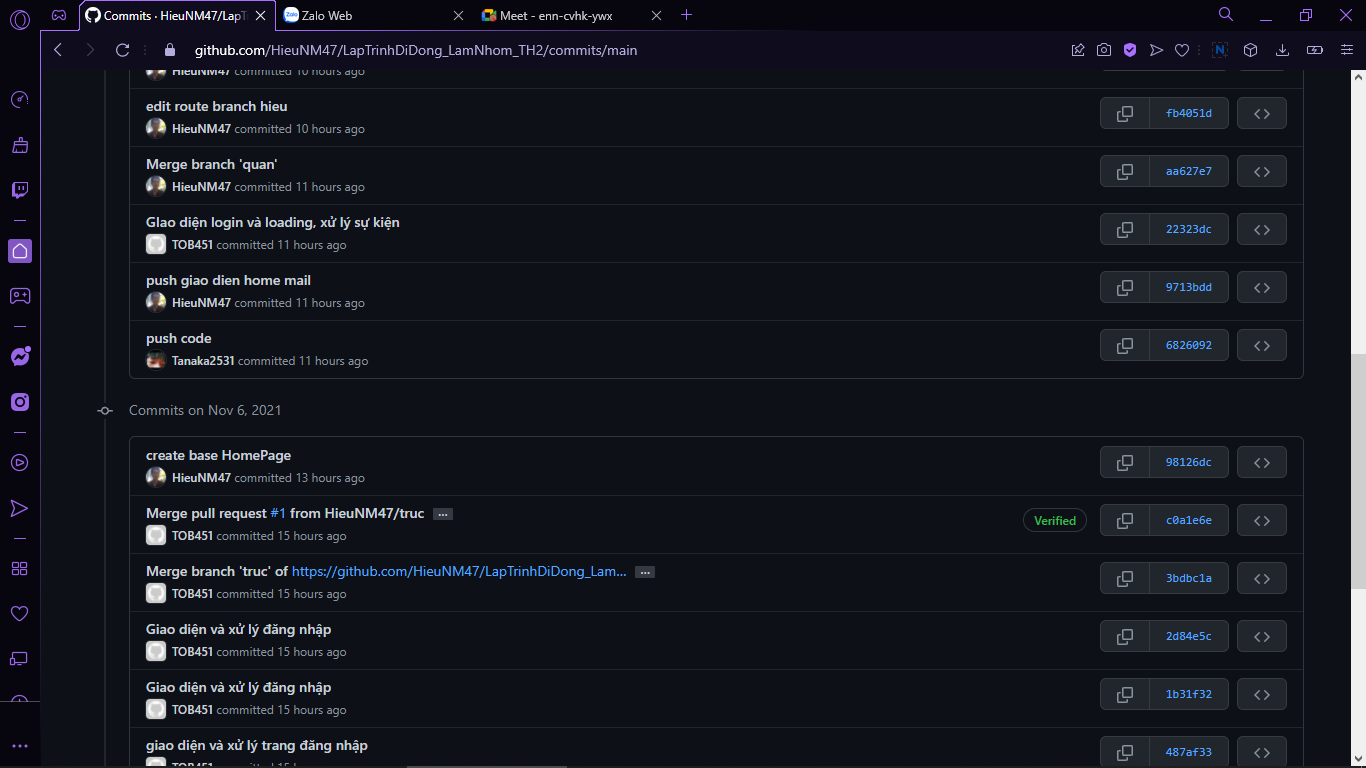 Commits · HieuNM47/LapT
Zalo Web
Meet - enn-cvhk-ywx
github.com/HieuNM47/LapTrinhDiDong_LamNhom_TH2/commits/main
HieuNM47 committed 10 hours ago
edit route branch hieu
HieuNM47 committed 10 hours ago
fb4051d
Merge branch 'quan'
HieuNM47 committed 11 hours ago
aa627e7
GIao diện login và loading, xử lý sự kiện
TOB451 committed 11 hours ago
22323dc
push giao dien home mail
HieuNM47 committed 11 hours ago
9713bdd
push code
Tanaka2531 committed 11 hours ago
6826092
Commits on Nov 6, 2021
create base HomePage
HieuNM47 committed 13 hours ago
98126dc
Merge pull request #1 from HieuNM47/truc ...
TOB451 committed 15 hours ago
Verified
c0a1e6e
Merge branch 'truc' of https://github.com/HieuNM47/LapTrinhDiDong_Lam... ...
TOB451 committed 15 hours ago
3bdbc1a
Giao diện và xử lý đăng nhập
TOB451 committed 15 hours ago
2d84e5c
Giao diện và xử lý đăng nhập
TOB451 committed 15 hours ago
1b31f32
giao diện và xử lý trang đăng nhập
TOB451 committed 15
487af33